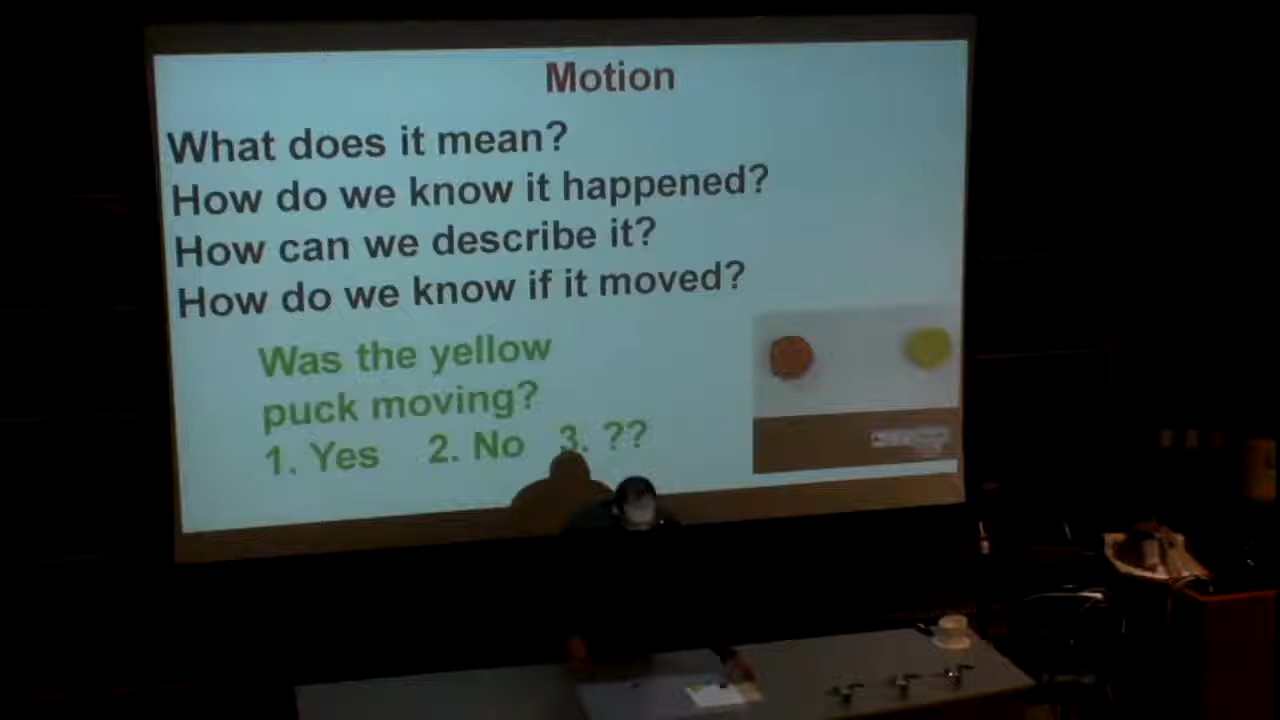 Motion
What does it mean?
How do we know it happened?
How can we describe it?
How do we know if it moved?
Was the yellow
puck moving?
1. Yes 2. No 3. ??